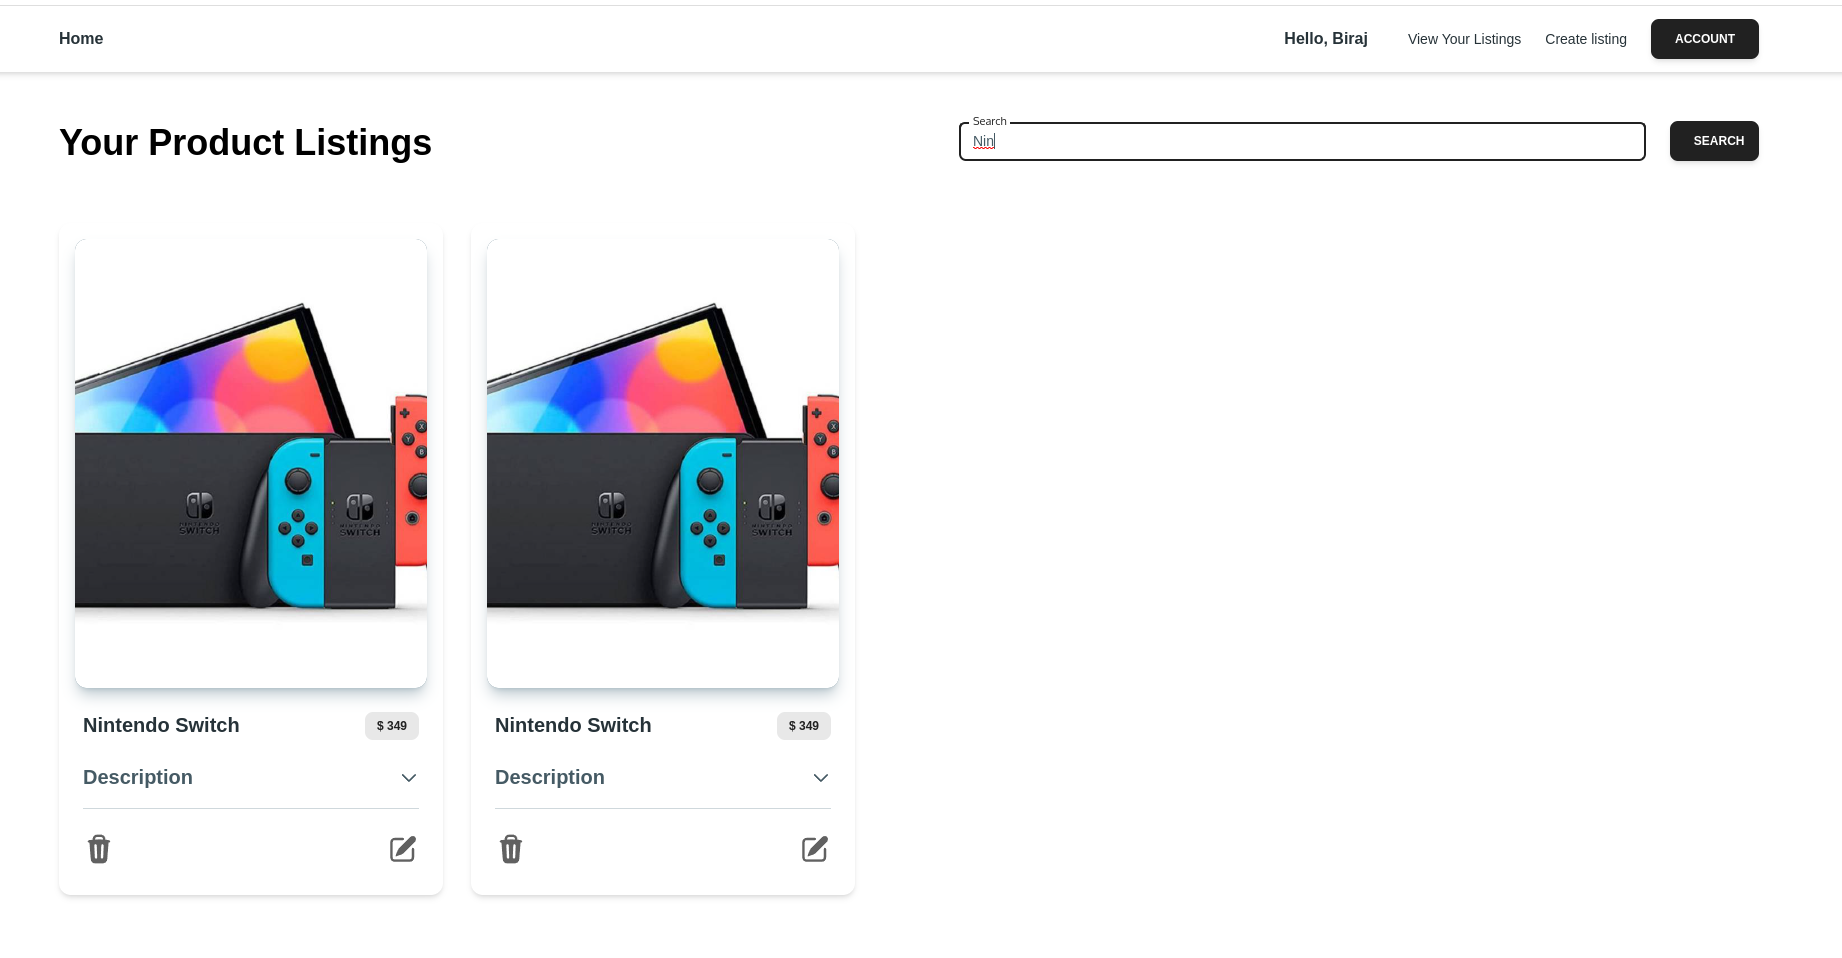 Home
Hello, Biraj
View Your Listings
Create listing
ACCOUNT
Your Product Listings
Search
Nin
SEARCH
NINTENDO
SWITCH
NINTENDO
SWITCH
X
Y
B
NINTENDO
SWITCH
NINTENDO
SWITCH
X
Y
B
Nintendo Switch
$ 349
Nintendo Switch
$ 349
Description
Description